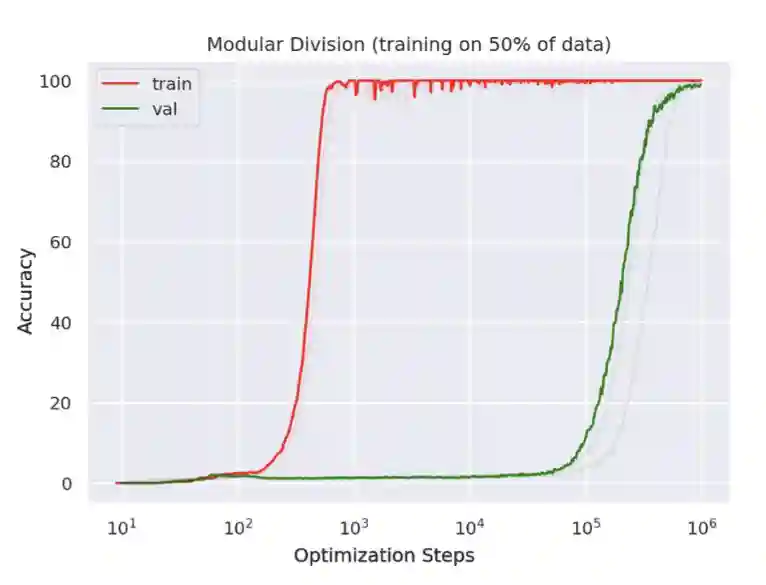 Modular Division (training on 50% of data)
train
val
100
80
60
40
20
0
Accuracy
10¹ 10² 10³ 10⁴ 10⁵ 10⁶
Optimization Steps